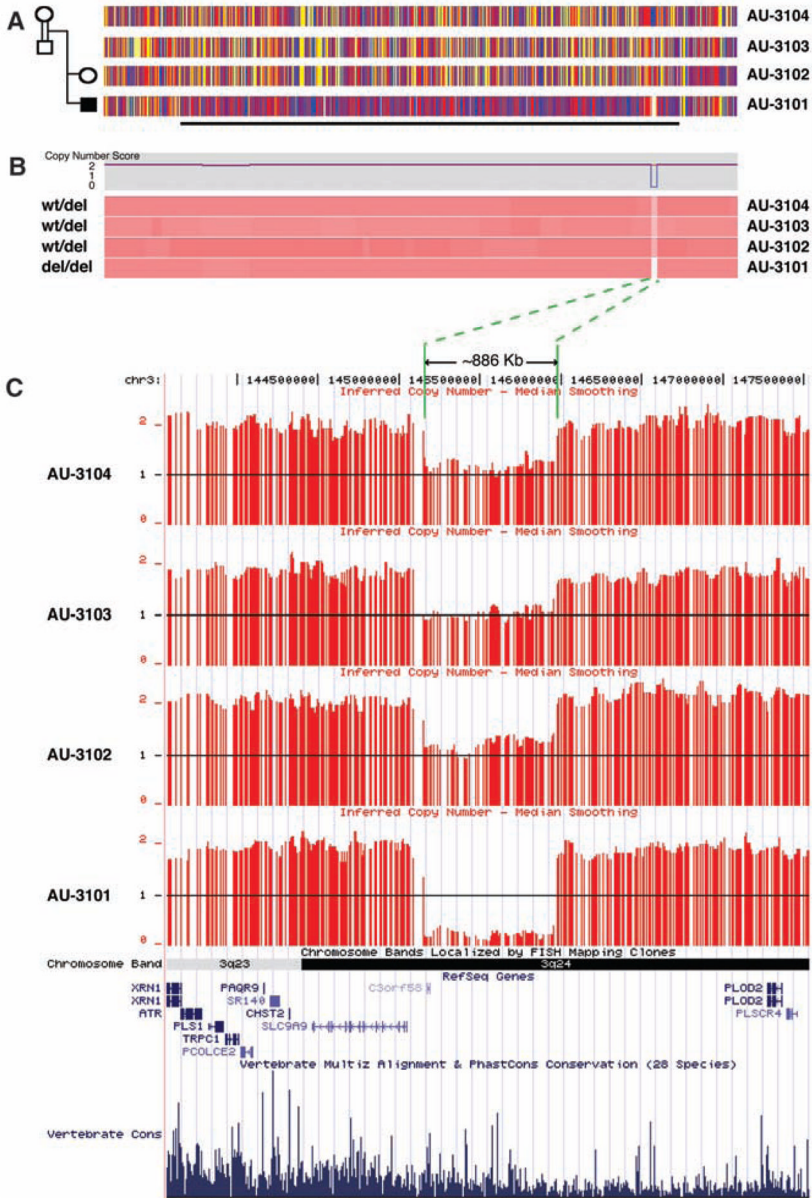 A
AU-3104
AU-3103
AU-3102
AU-3101
B
Copy Number Score
2
1
0
wt/del AU-3104
wt/del AU-3103
wt/del AU-3102
del/del AU-3101
~886 Kb
C
chr3: 144500000 145000000 145500000 146000000 146500000 147000000 147500000
Inferred Copy Number - Median Smoothing
2
AU-3104 1
0
Inferred Copy Number - Median Smoothing
2
AU-3103 1
0
Inferred Copy Number - Median Smoothing
2
AU-3102 1
0
Inferred Copy Number - Median Smoothing
2
AU-3101 1
0
Chromosome Bands Localized by FISH Mapping Clones
Chromosome Band 3q23 3q24
RefSeq Genes
XRN1 PAQR9 C3orf58 PLOD2
XRN1 SR140 PLOD2
ATR CHST2 PLSCR4
PLS1 SLC9A9
TRPC1
PCOLCE2
Vertebrate Multiz Alignment & PhastCons Conservation (28 Species)
Vertebrate Cons